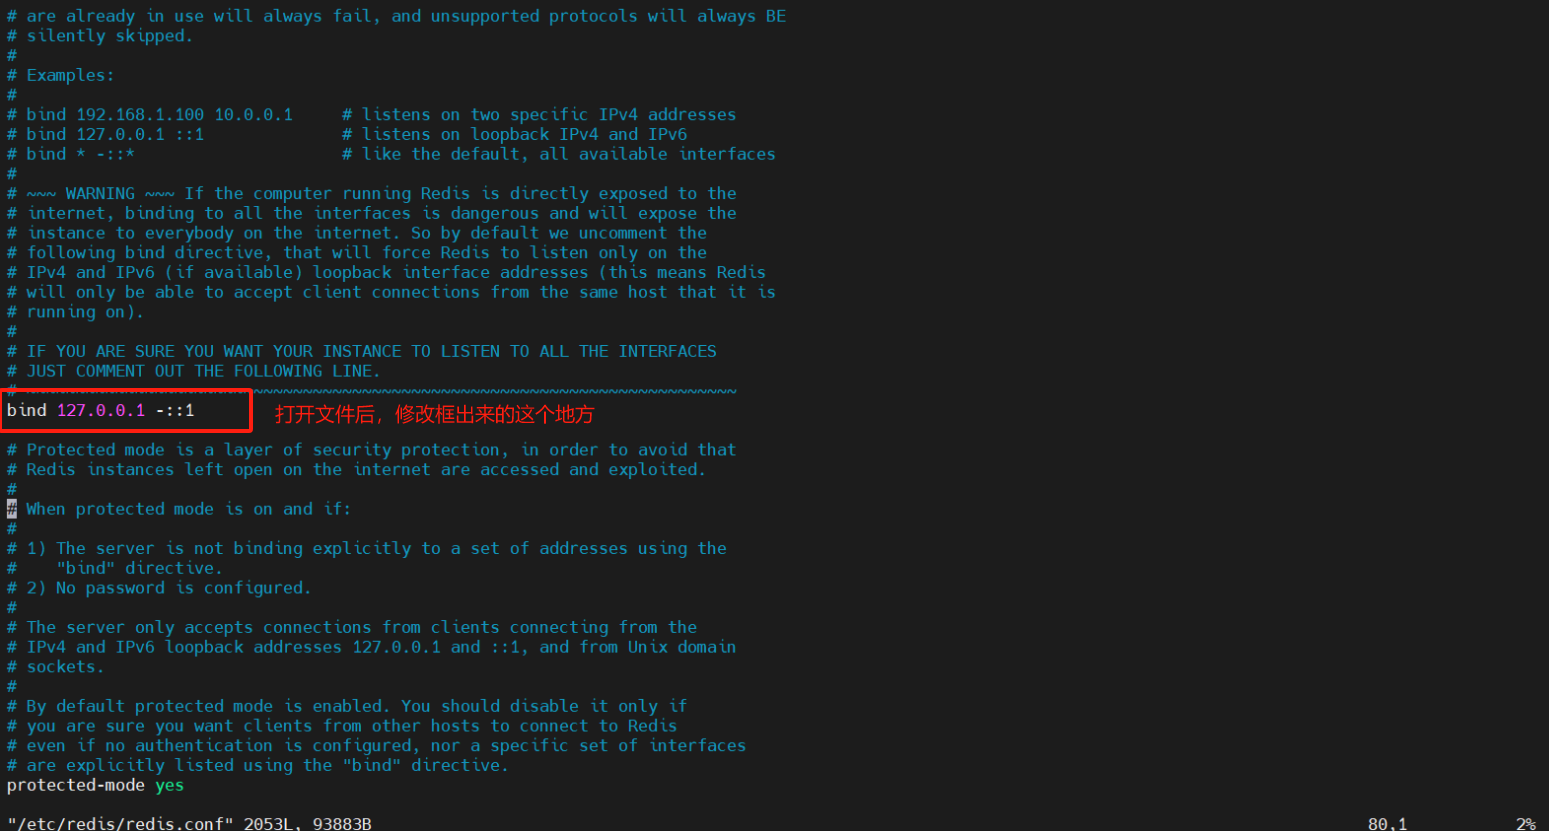 # are already in use will always fail, and unsupported protocols will always BE
# silently skipped.
#
# Examples:
#
# bind 192.168.1.100 10.0.0.1     # listens on two specific IPv4 addresses
# bind 127.0.0.1 ::1              # listens on loopback IPv4 and IPv6
# bind * -::*                     # like the default, all available interfaces
#
# ~~~ WARNING ~~~ If the computer running Redis is directly exposed to the
# internet, binding to all the interfaces is dangerous and will expose the
# instance to everybody on the internet. So by default we uncomment the
# following bind directive, that will force Redis to listen only on the
# IPv4 and IPv6 (if available) loopback interface addresses (this means Redis
# will only be able to accept client connections from the same host that it is
# running on).
#
# IF YOU ARE SURE YOU WANT YOUR INSTANCE TO LISTEN TO ALL THE INTERFACES
# JUST COMMENT OUT THE FOLLOWING LINE.
# ~~~~~~~~~~~~~~~~~~~~~~~~~~~~~~~~~~~~~~~~~~~~~~~~~~~~~~~~~~~~~~~~~~~~~~~~
bind 127.0.0.1 -::1 打开文件后，修改框出来的这个地方
# Protected mode is a layer of security protection, in order to avoid that
# Redis instances left open on the internet are accessed and exploited.
#
# When protected mode is on and if:
#
# 1) The server is not binding explicitly to a set of addresses using the
#    "bind" directive.
# 2) No password is configured.
#
# The server only accepts connections from clients connecting from the
# IPv4 and IPv6 loopback addresses 127.0.0.1 and ::1, and from Unix domain
# sockets.
#
# By default protected mode is enabled. You should disable it only if
# you are sure you want clients from other hosts to connect to Redis
# even if no authentication is configured, nor a specific set of interfaces
# are explicitly listed using the "bind" directive.
protected-mode yes
"/etc/redis/redis.conf" 2053L, 93883B 80,1 2%